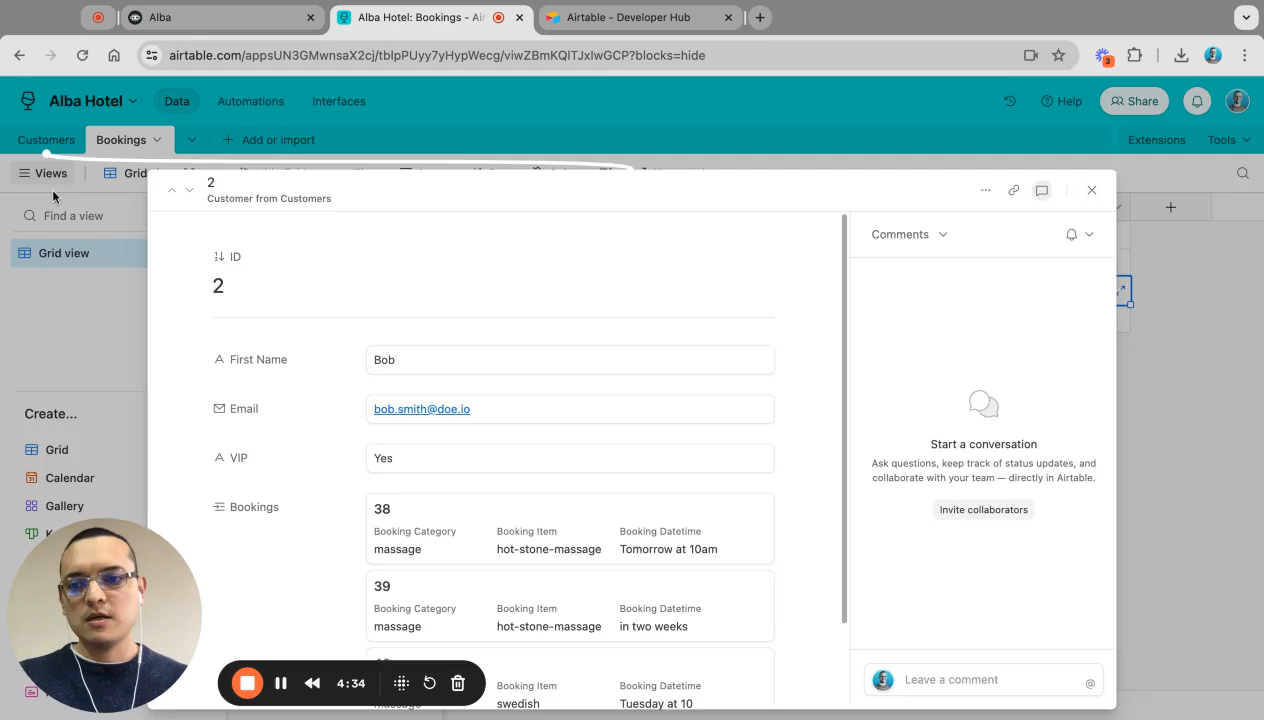 Alba
Alba Hotel: Bookings - Air
Airtable - Developer Hub
airtable.com/appsUN3GMwnsaX2cj/tblpPUyy7yHypWecg/viwZBmKQlTJxlwGCP?blocks=hide
3
Alba Hotel
Data
Automations
Interfaces
Help
Share
Customers
Bookings
Add or import
Extensions
Tools
Views
Grid
2
Customer from Customers
Find a view
Grid view
Comments
ID
2
First Name
Bob
Email
bob.smith@doe.io
VIP
Yes
Bookings
38
Booking Category
Booking Item
Booking Datetime
massage
hot-stone-massage
Tomorrow at 10am
39
Booking Category
Booking Item
Booking Datetime
massage
hot-stone-massage
in two weeks
Booking Item
Booking Datetime
massage
swedish
Tuesday at 10
Create...
Grid
Calendar
Gallery
Start a conversation
Ask questions, keep track of status updates, and
collaborate with your team — directly in Airtable.
Invite collaborators
Leave a comment
@
4:34